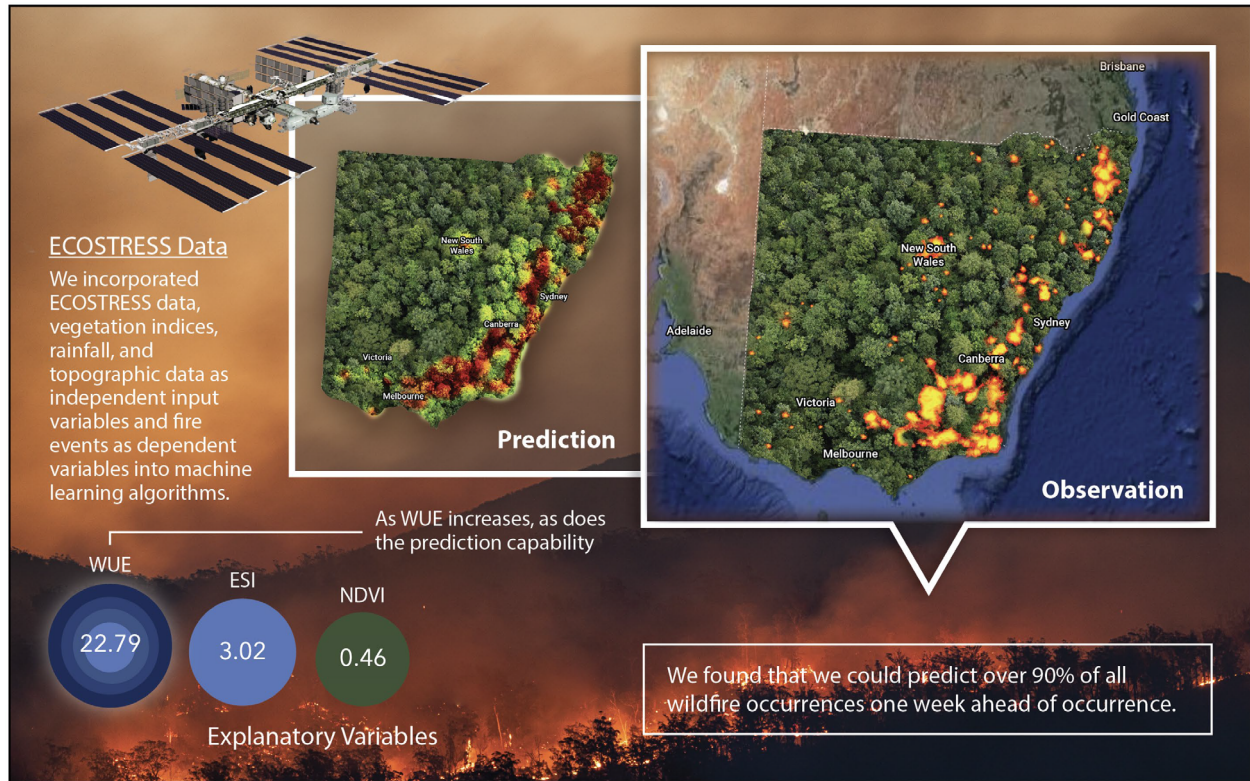 ECOSTRESS Data
We incorporated
ECOSTRESS data,
vegetation indices,
rainfall, and
topographic data as
independent input
variables and fire
events as dependent
variables into machine
learning algorithms.
New South
Wales
Sydney
Canberra
Victoria
Melbourne
Prediction
Brisbane
Gold Coast
New South
Wales
Adelaide
Sydney
Canberra
Victoria
Melbourne
Observation
As WUE increases, as does
the prediction capability
WUE
22.79
ESI
3.02
NDVI
0.46
Explanatory Variables
We found that we could predict over 90% of all
wildfire occurrences one week ahead of occurrence.